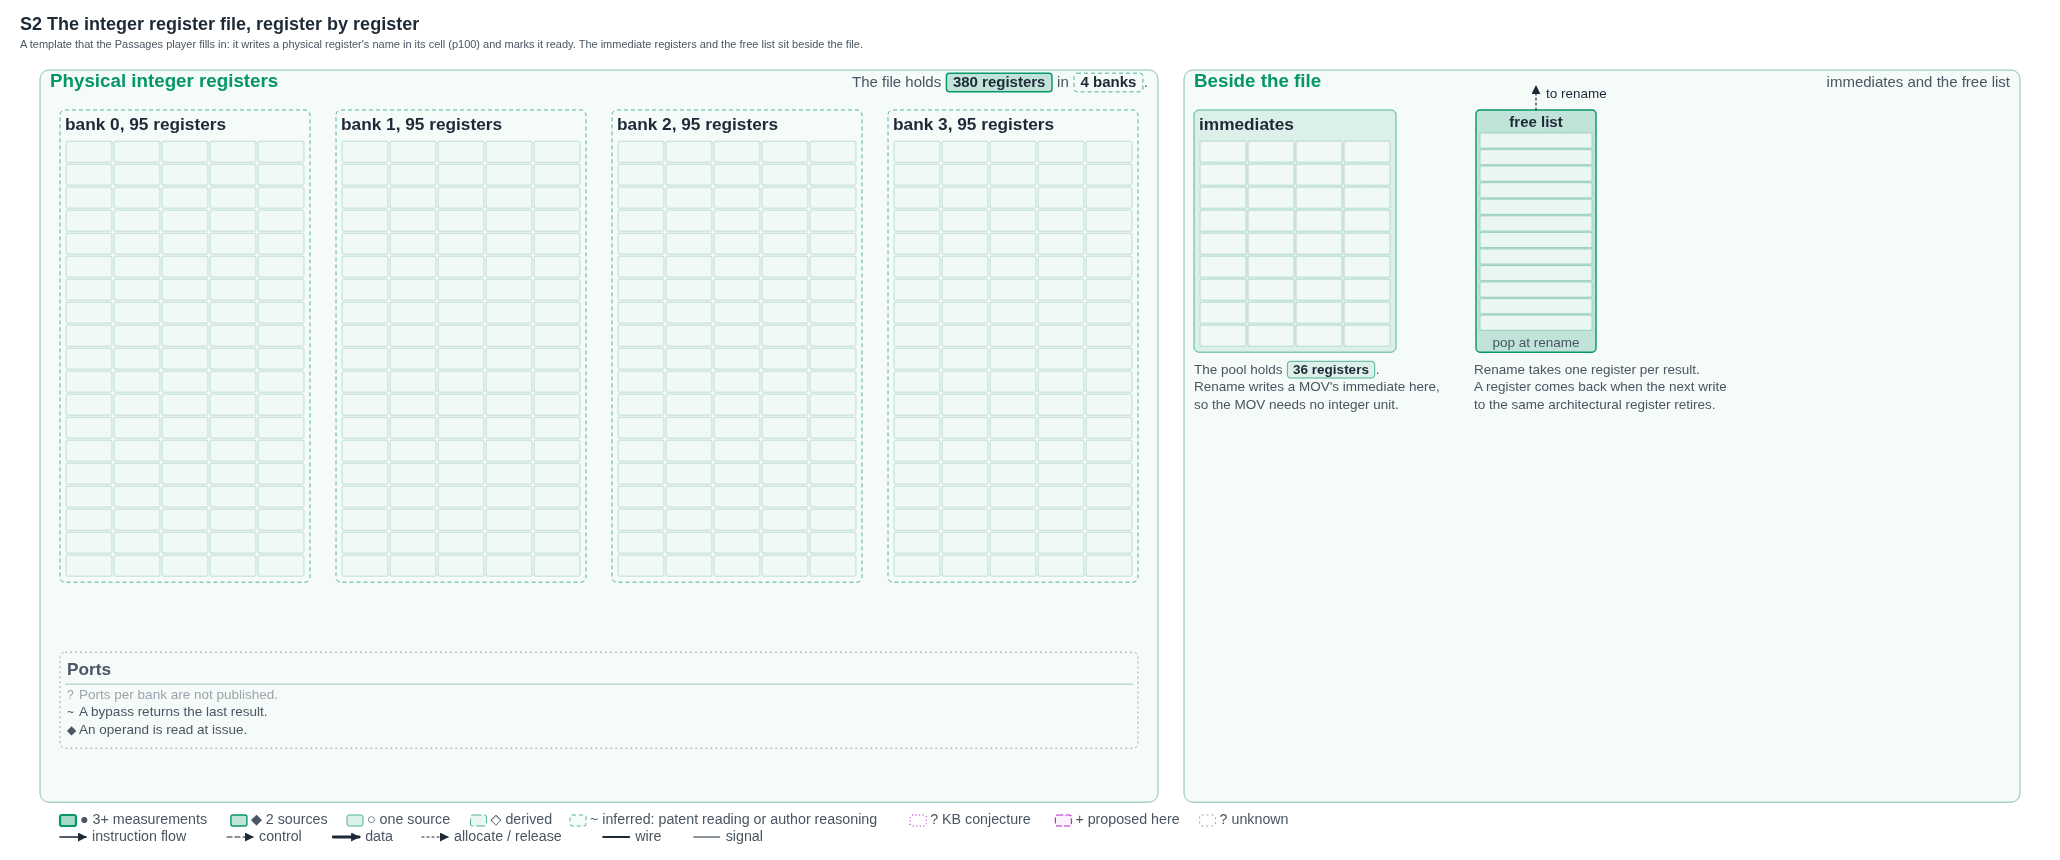 S2 The integer register file, register by register
A template that the Passages player fills in: it writes a physical register's name in its cell (p100) and marks it ready. The immediate registers and the free list sit beside the file.
Physical integer registers
The file holds 380 registers in 4 banks.
bank 0, 95 registers
bank 1, 95 registers
bank 2, 95 registers
bank 3, 95 registers
Ports
? Ports per bank are not published.
~ A bypass returns the last result.
◆ An operand is read at issue.
Beside the file
immediates and the free list
to rename
immediates
free list
pop at rename
The pool holds 36 registers.
Rename writes a MOV's immediate here,
so the MOV needs no integer unit.
Rename takes one register per result.
A register comes back when the next write
to the same architectural register retires.
● 3+ measurements ◆ 2 sources ○ one source ◇ derived ~ inferred: patent reading or author reasoning ? KB conjecture + proposed here ? unknown
instruction flow control data allocate / release wire signal